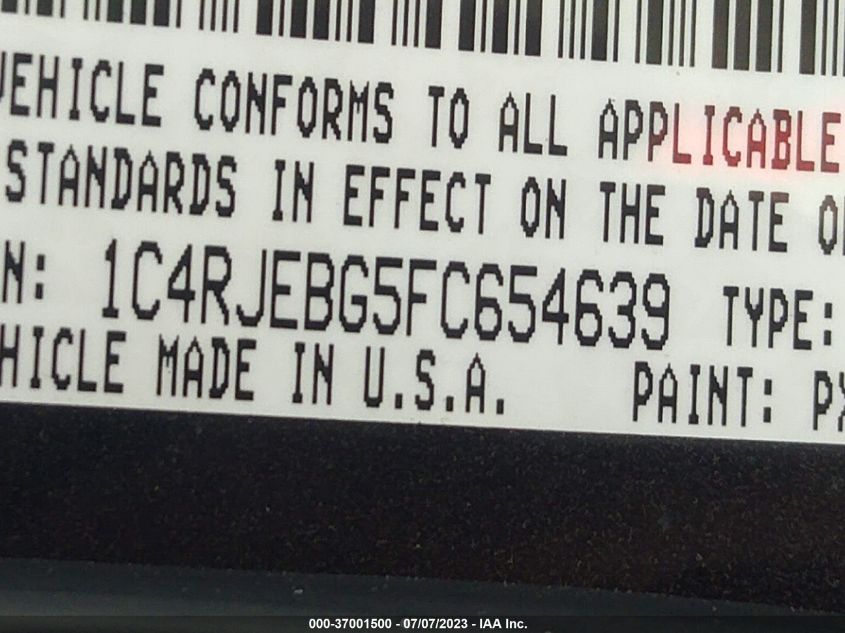 VEHICLE CONFORMS TO ALL APPLICABLE
STANDARDS IN EFFECT ON THE DATE O
N: 1C4RJEBG5FC654639 TYPE:
HICLE MADE IN U.S.A. PAINT: PX
000-37001500 - 07/07/2023 - IAA Inc.